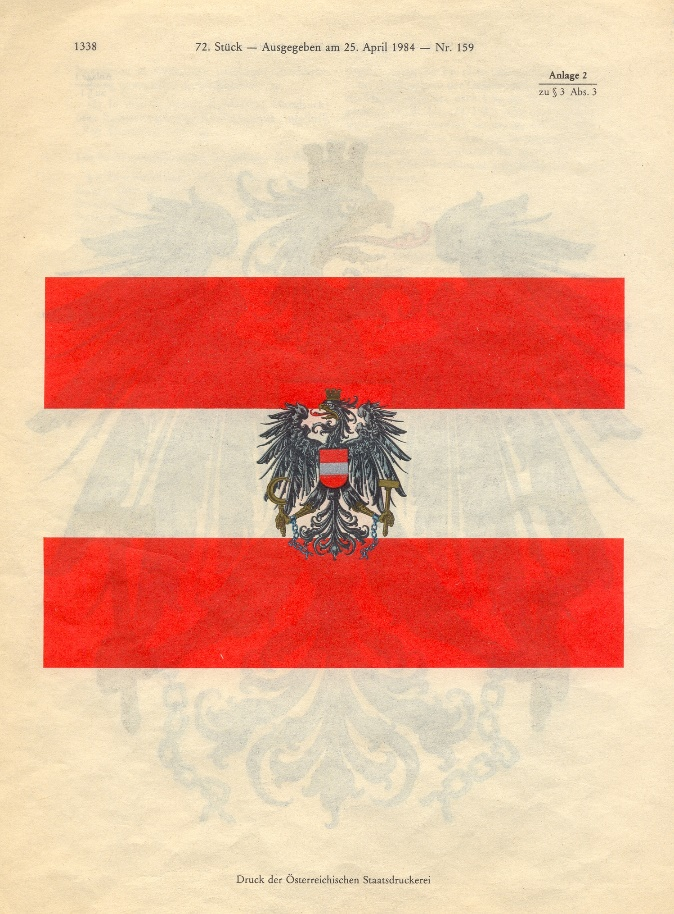 1338
72. Stück — Ausgegeben am 25. April 1984 — Nr. 159
Anlage 2
zu § 3 Abs. 3
Druck der Österreichischen Staatsdruckerei